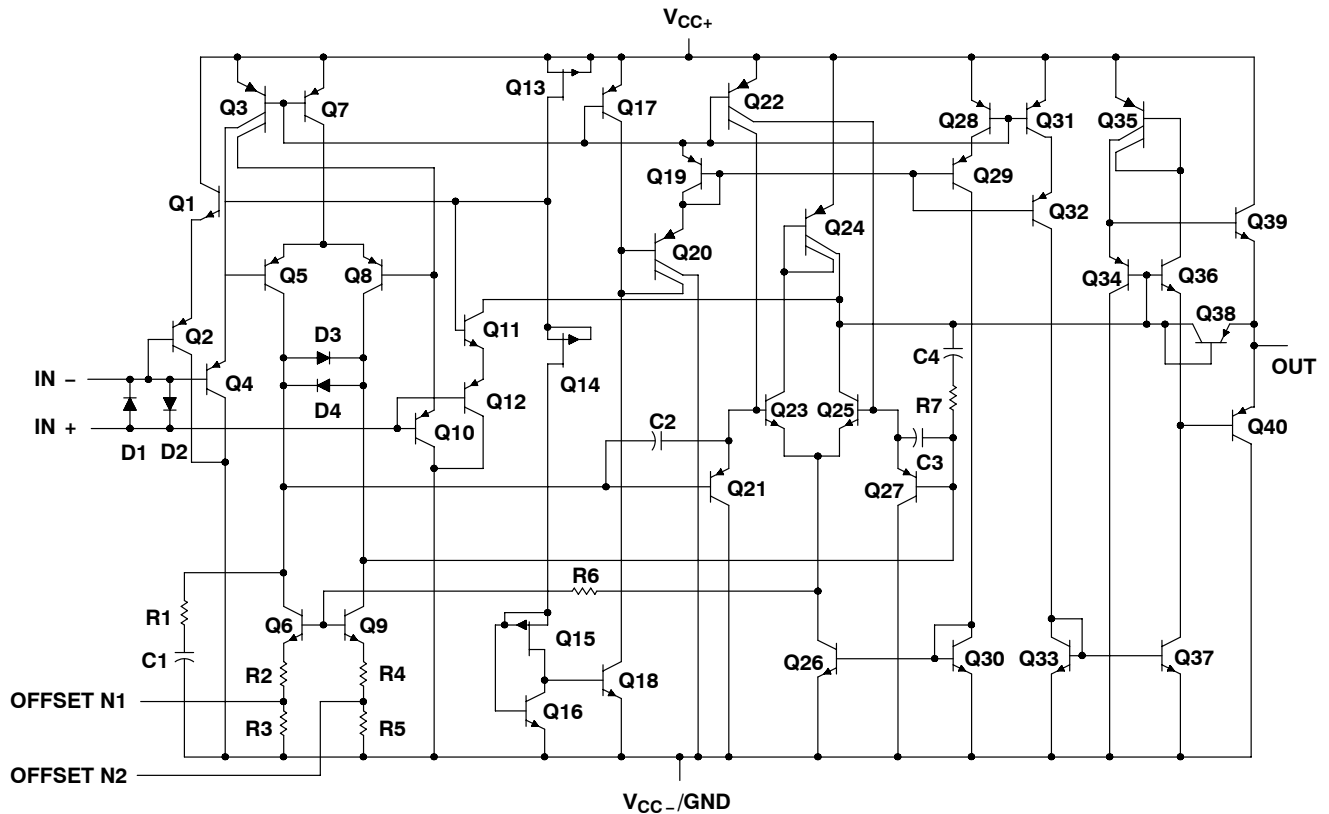 VCC+
Q3
Q7
Q13
Q17
Q22
Q28
Q31
Q35
Q1
Q19
Q29
Q32
Q39
Q20
Q24
Q5
Q8
Q34
Q36
Q2
D3
Q11
Q38
Q14
C4
OUT
IN −
Q4
D4
Q12
R7
IN +
D1
D2
Q10
C2
Q23
Q25
Q40
C3
Q21
Q27
R6
R1
Q6
Q9
Q15
C1
R2
R4
Q26
Q30
Q33
Q37
Q18
OFFSET N1
R3
R5
Q16
OFFSET N2
VCC−/GND